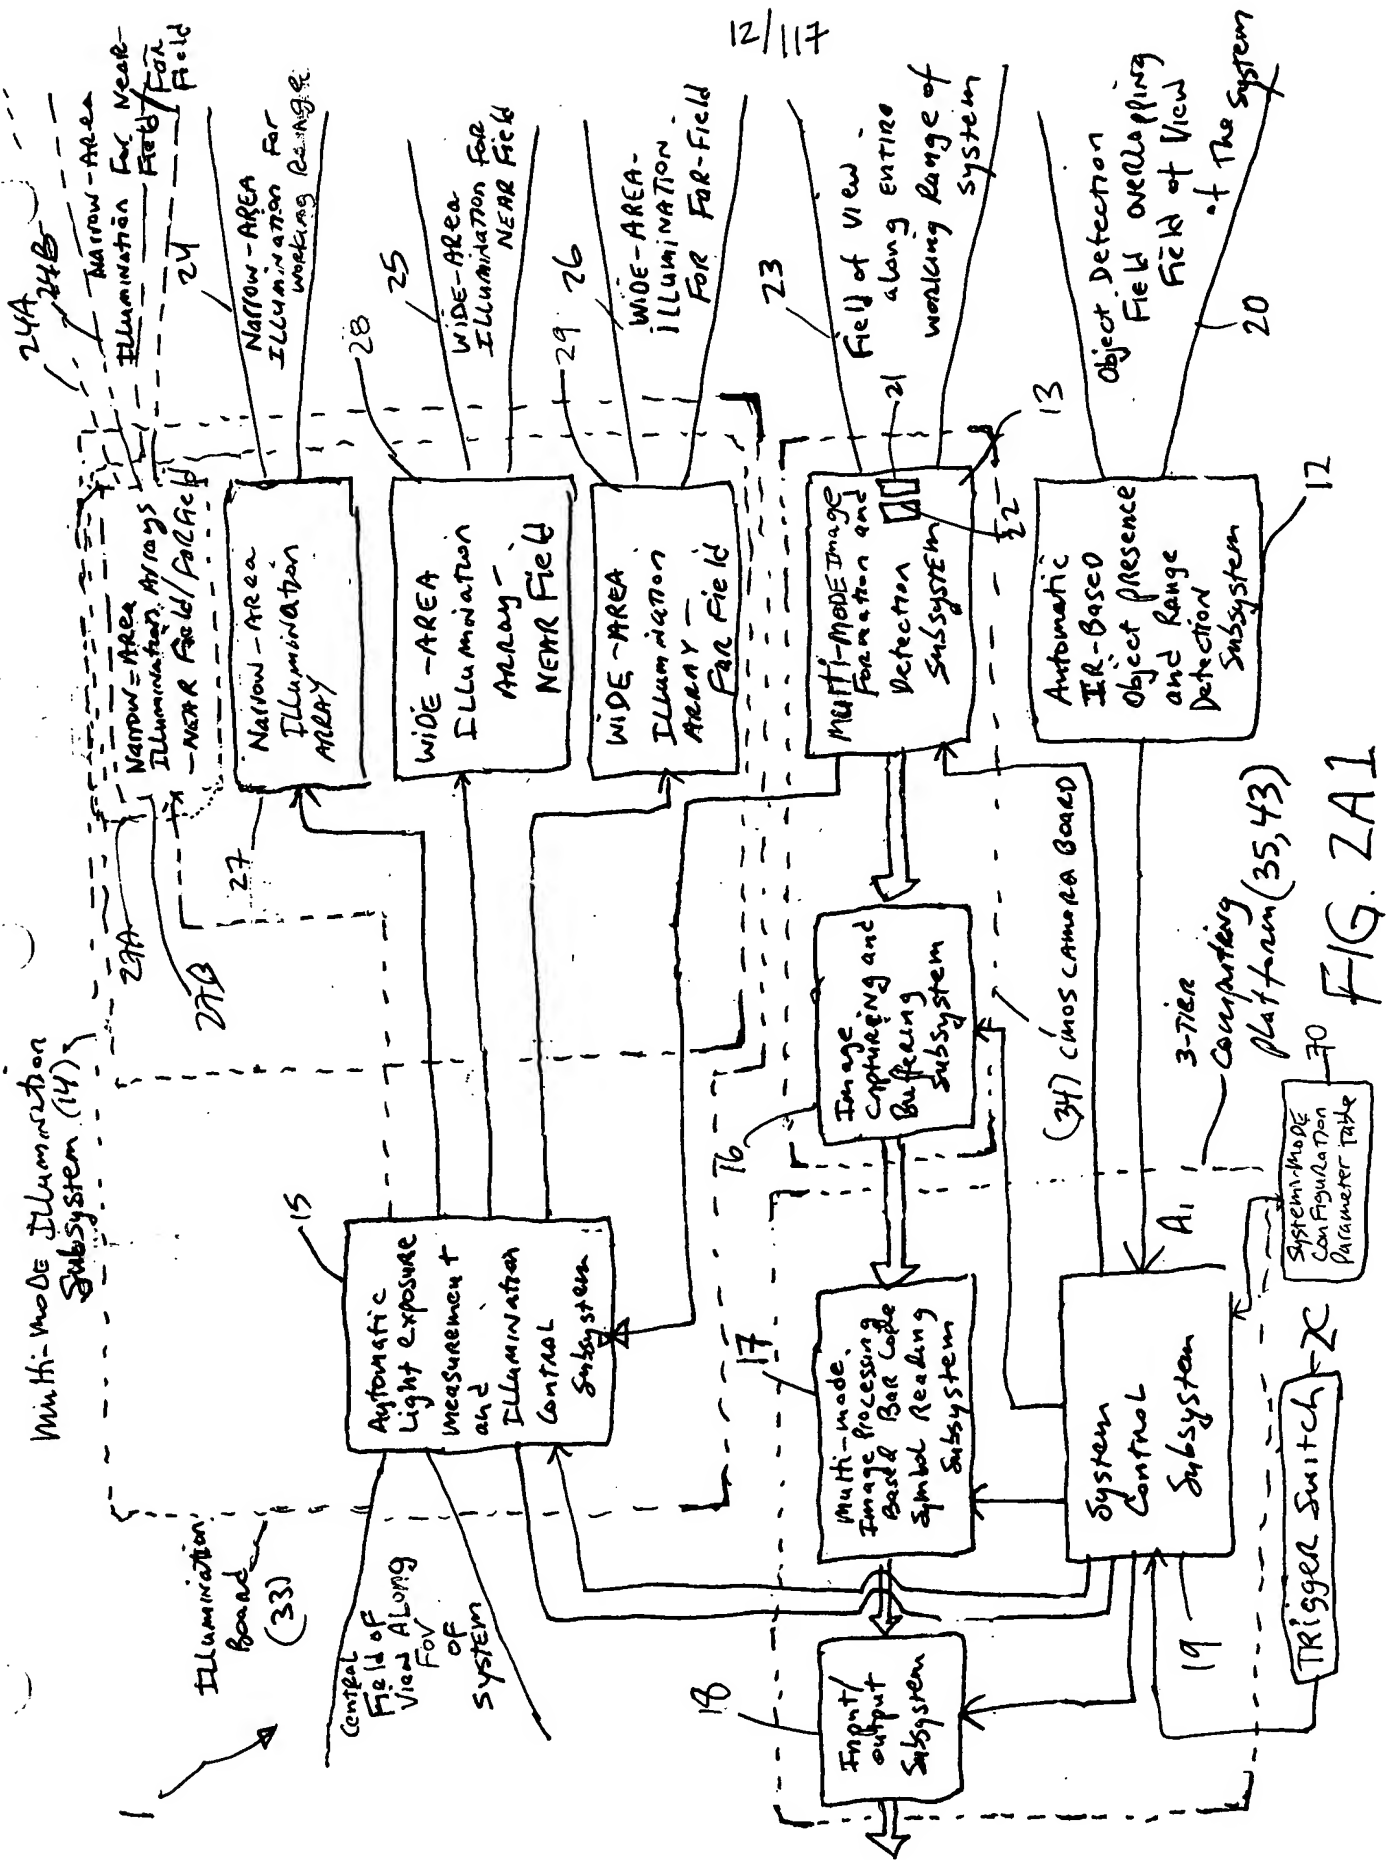 12/117
1
Multi-Mode Illumination
Subsystem (14)
Illumination
Board
(33)
24A
24B
Narrow-Area
Illumination For Near-
Field/Far
Field
27A
27B
Narrow-Area
Illumination Arrays
-Near Field/Far Field
24
Narrow-AREA
Illumination For
Working Range
27
Narrow-Area
Illumination
ARRAY
28
25
WIDE-Area
Illumination For
NEAR Field
WIDE-AREA
Illumination
ARRAY-
NEAR Field
29
26
WIDE-AREA-
ILLUMINATION
FOR FAR-Field
WIDE-AREA
Illumination
ARRAY-
Far Field
15
Automatic
Light exposure
measurement
and
Illumination
Control
Subsystem
Central
Field of
View Along
FOV
OF
SYSTEM
23
Field of view
along entire
working Range of
system
21
22
13
MULTI-MODE Image
Formation and
Detection
Subsystem
16
Image
capturing and
Buffering
Subsystem
17
Multi-mode
Image Processing
Based Bar Code
Symbol Reading
Subsystem
18
Input/
output
Subsystem
(34) CMOS CAMERA BOARD
Object Detection
Field overlapping
Field of View
of The System
20
12
Automatic
IR-BASED
Object presence
and Range
Detection
Subsystem
A1
System
Control
Subsystem
19
3-TIER
Computing
Platform (35,43)
System-MODE
Configuration
Parameter Table
70
TRIGGER Switch
2C
FIG. 2A1